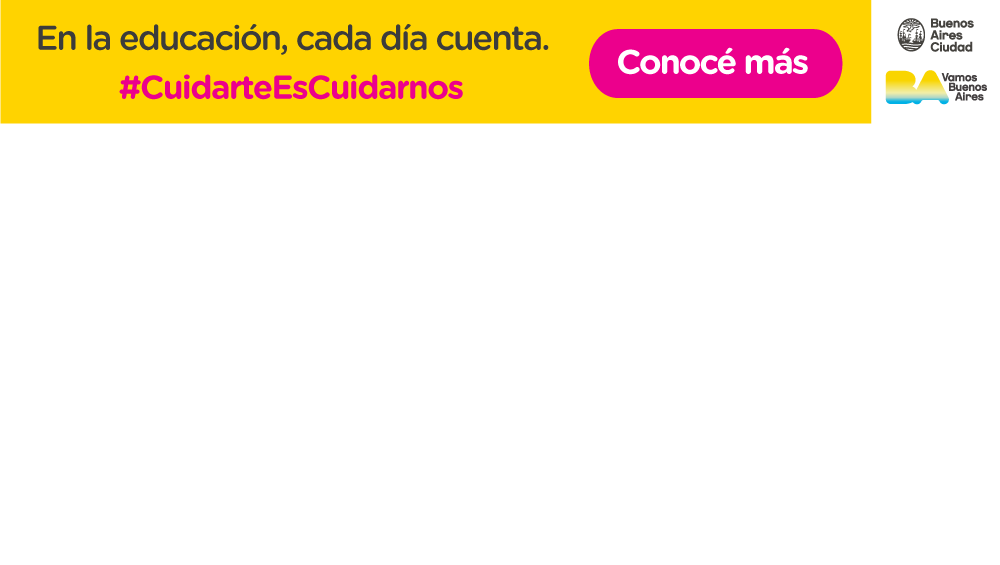 En la educación, cada día cuenta.
#CuidarteEsCuidarnos
Conocé más
Buenos
Aires
Ciudad
BA
Vamos
Buenos
Aires